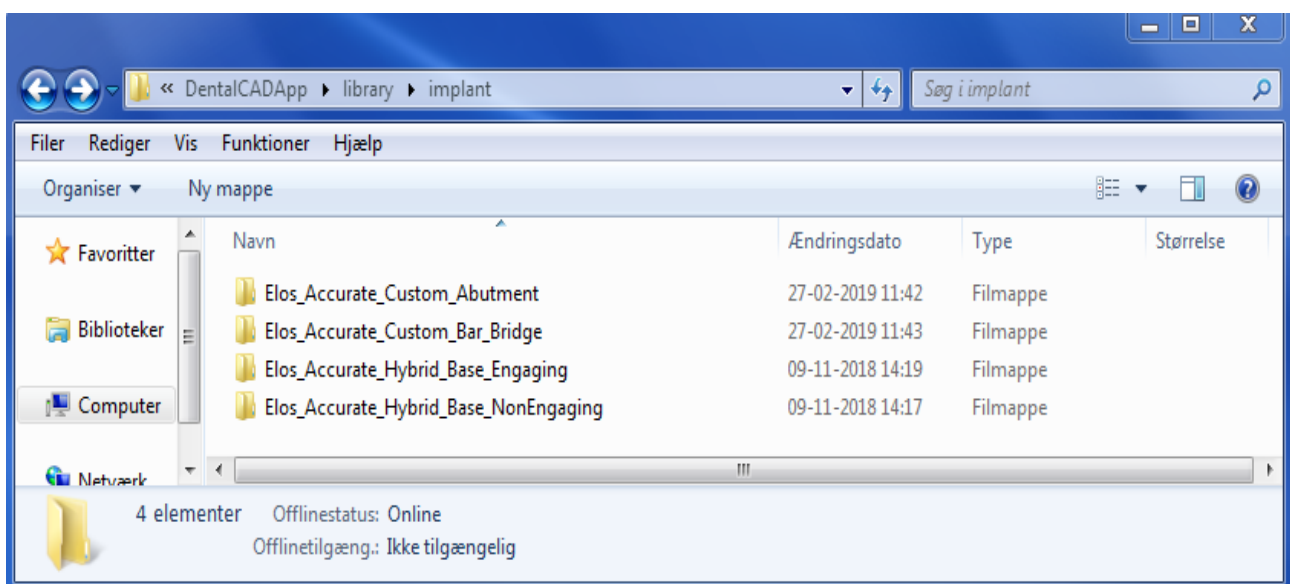 X
« DentalCADApp library implant Søg i implant
Filer Rediger Vis Funktioner Hjælp
Organiser Ny mappe
Navn Ændringsdato Type Størrelse
Favoritter
Elos_Accurate_Custom_Abutment 27-02-2019 11:42 Filmappe
Biblioteker Elos_Accurate_Custom_Bar_Bridge 27-02-2019 11:43 Filmappe
Elos_Accurate_Hybrid_Base_Engaging 09-11-2018 14:19 Filmappe
Computer Elos_Accurate_Hybrid_Base_NonEngaging 09-11-2018 14:17 Filmappe
Netværk
4 elementer Offlinestatus: Online
Offlinetilgæng.: Ikke tilgængelig